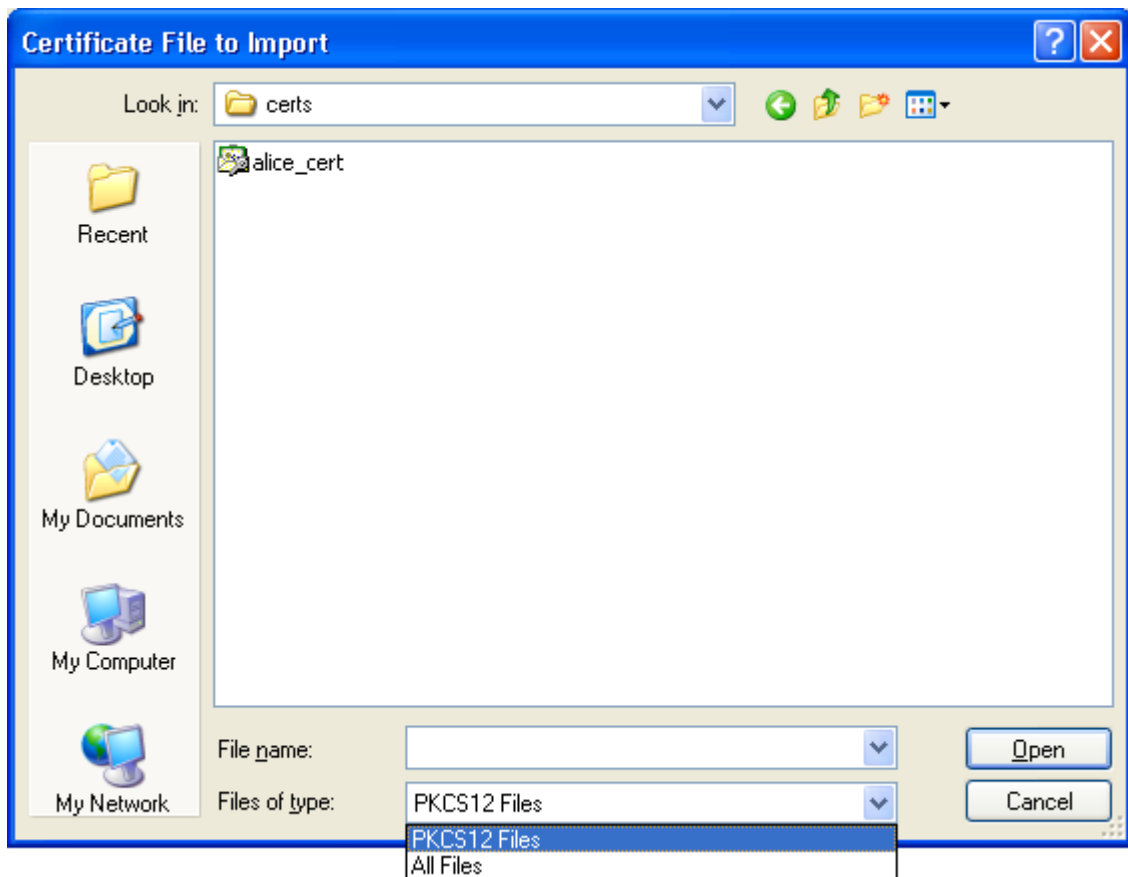 Certificate File to Import
Look in: certs
alice_cert
Recent
Desktop
My Documents
My Computer
My Network
File name:
Open
Files of type: PKCS12 Files
Cancel
PKCS12 Files
All Files